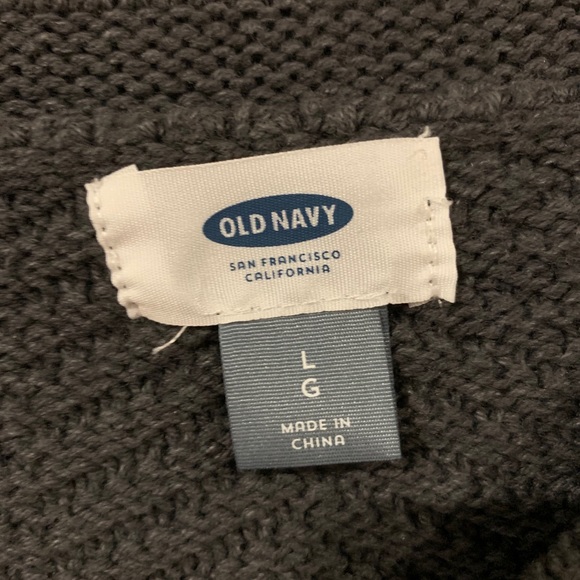 OLD NAVY
SAN FRANCISCO
CALIFORNIA
L
G
MADE IN
CHINA